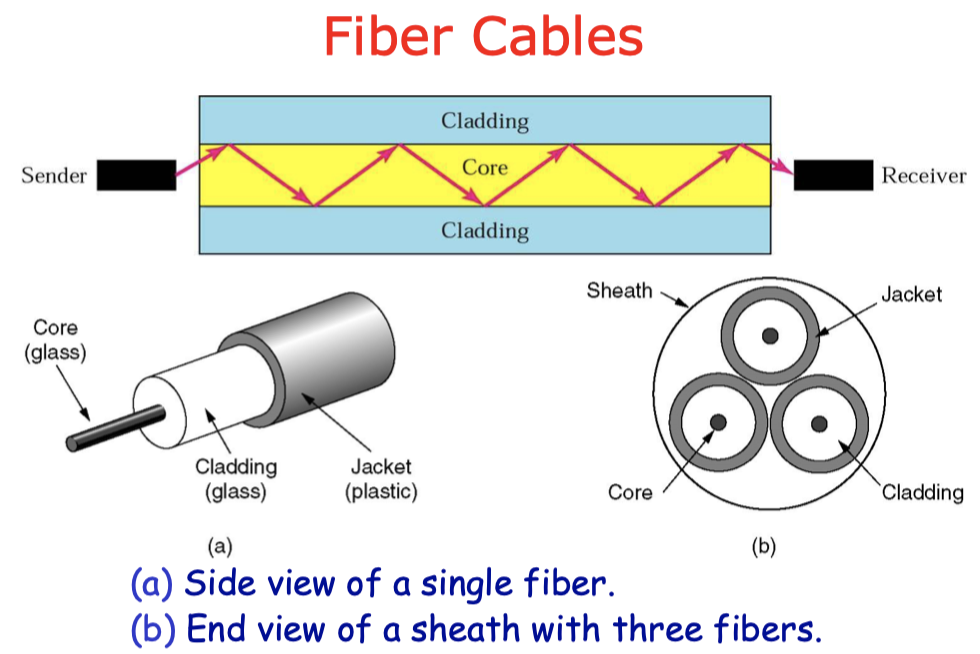 Fiber Cables
Cladding
Sender
Core
Receiver
Cladding
Core
(glass)
Cladding
(glass)
Jacket
(plastic)
(a)
Sheath
Jacket
Core
Cladding
(b)
(a) Side view of a single fiber.
(b) End view of a sheath with three fibers.